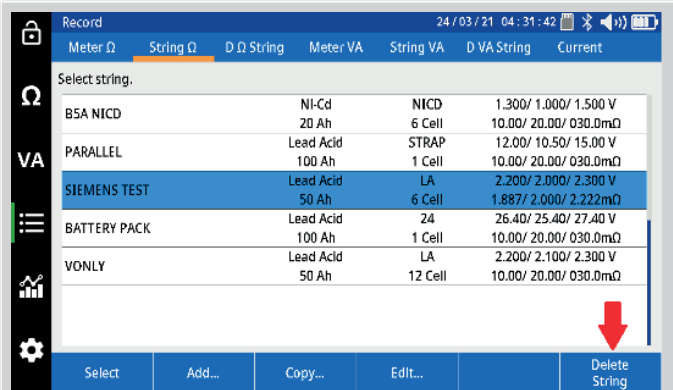 Record 24/03/21 04:31:42
Meter Ω String Ω D Ω String Meter VA String VA D VA String Current
Select string.
Ω
VA
B5A NICD
NI-Cd NICD 1.300/ 1.000/ 1.500 V
20 Ah 6 Cell 10.00/ 20.00/ 030.0mΩ
PARALLEL
Lead Acid STRAP 12.00/ 10.50/ 15.00 V
100 Ah 1 Cell 10.00/ 20.00/ 030.0mΩ
SIEMENS TEST
Lead Acid LA 2.200/ 2.000/ 2.300 V
50 Ah 6 Cell 1.887/ 2.000/ 2.222mΩ
BATTERY PACK
Lead Acid 24 26.40/ 25.40/ 27.40 V
100 Ah 1 Cell 10.00/ 20.00/ 030.0mΩ
VONLY
Lead Acid LA 2.200/ 2.100/ 2.300 V
50 Ah 12 Cell 10.00/ 20.00/ 030.0mΩ
Select Add... Copy... Edit... Delete
String